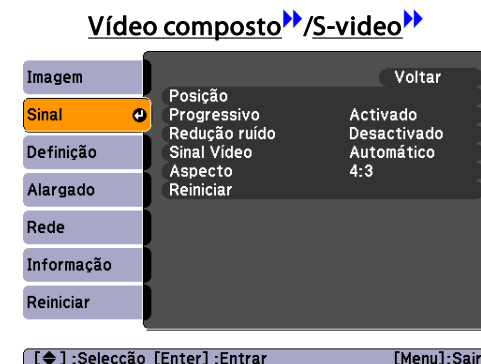 Vídeo composto/S-video
Imagem
Sinal
Definição
Alargado
Rede
Informação
Reiniciar
Voltar
Posição
Progressivo Activado
Redução ruído Desactivado
Sinal Vídeo Automático
Aspecto 4:3
Reiniciar
[ ] :Selecção [Enter] :Entrar [Menu]:Sair